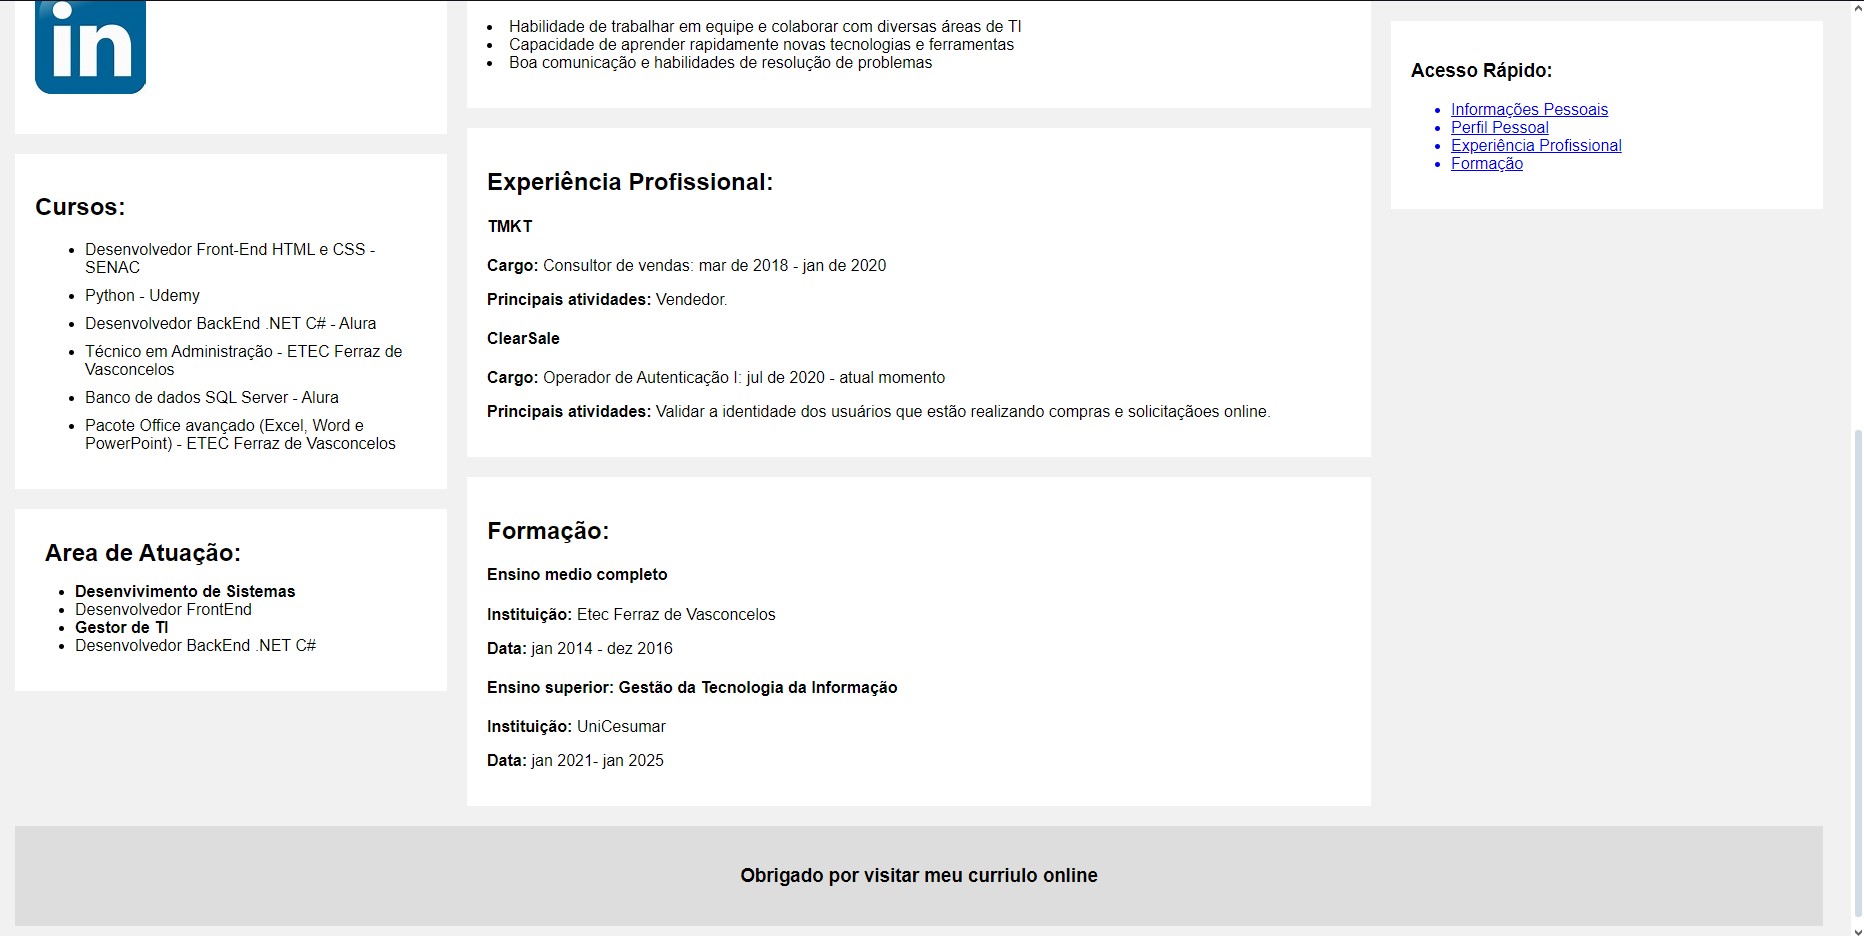 in
Cursos:
Desenvolvedor Front-End HTML e CSS -
SENAC
Python - Udemy
Desenvolvedor BackEnd .NET C# - Alura
Técnico em Administração - ETEC Ferraz de
Vasconcelos
Banco de dados SQL Server - Alura
Pacote Office avançado (Excel, Word e
PowerPoint) - ETEC Ferraz de Vasconcelos
Area de Atuação:
Desenvivimento de Sistemas
Desenvolvedor FrontEnd
Gestor de TI
Desenvolvedor BackEnd .NET C#
Habilidade de trabalhar em equipe e colaborar com diversas áreas de TI
Capacidade de aprender rapidamente novas tecnologias e ferramentas
Boa comunicação e habilidades de resolução de problemas
Experiência Profissional:
TMKT
Cargo: Consultor de vendas: mar de 2018 - jan de 2020
Principais atividades: Vendedor.
ClearSale
Cargo: Operador de Autenticação I: jul de 2020 - atual momento
Principais atividades: Validar a identidade dos usuários que estão realizando compras e solicitaçãoes online.
Formação:
Ensino medio completo
Instituição: Etec Ferraz de Vasconcelos
Data: jan 2014 - dez 2016
Ensino superior: Gestão da Tecnologia da Informação
Instituição: UniCesumar
Data: jan 2021- jan 2025
Acesso Rápido:
Informações Pessoais
Perfil Pessoal
Experiência Profissional
Formação
Obrigado por visitar meu curriulo online